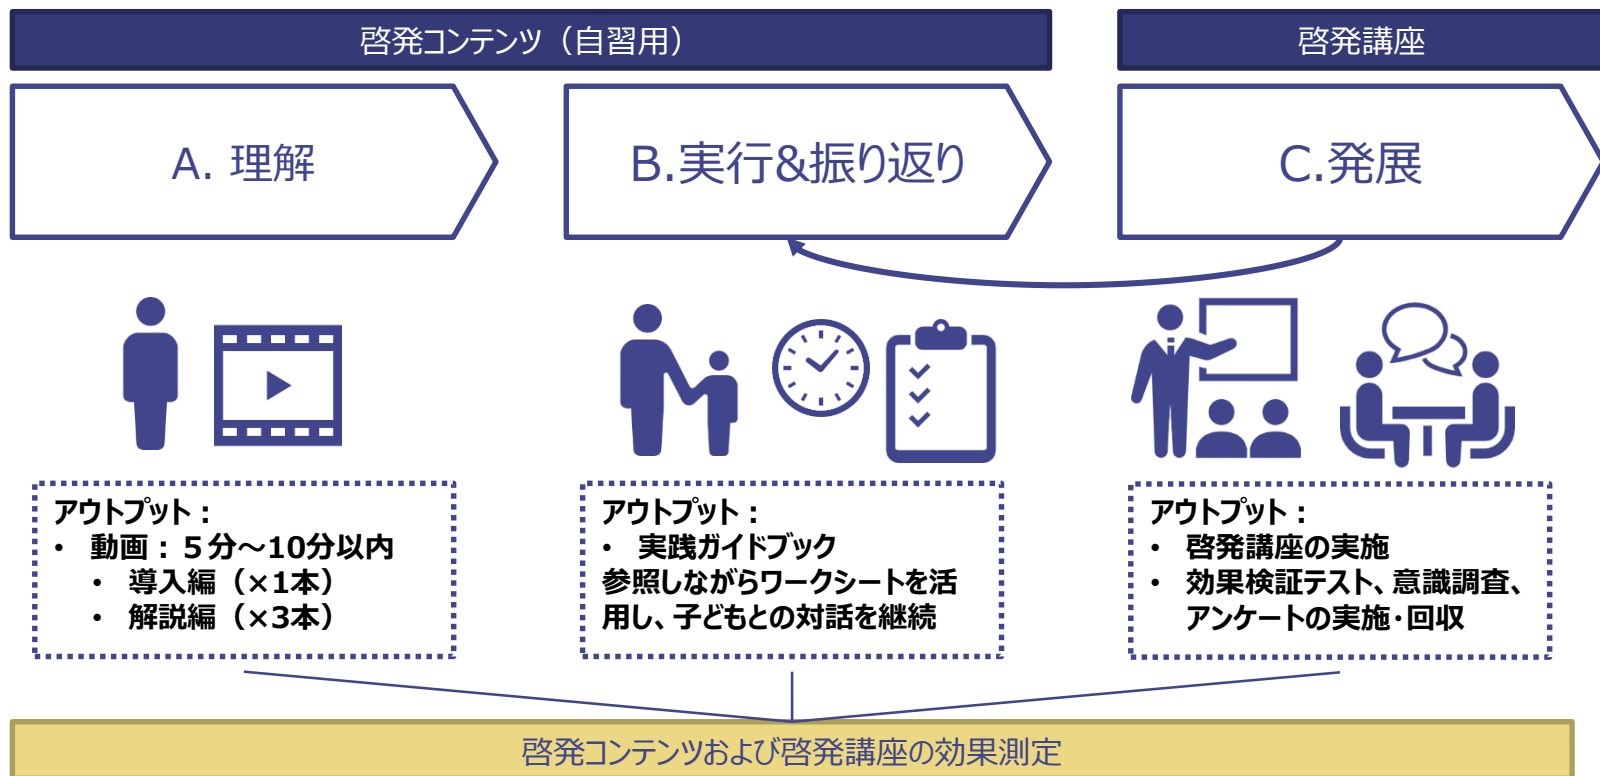 啓発コンテンツ（自習用）
啓発講座
A. 理解
B.実行&振り返り
C.発展
アウトプット：
• 動画：５分～10分以内
• 導入編（×1本）
• 解説編（×3本）
アウトプット：
• 実践ガイドブック
参照しながらワークシートを活
用し、子どもとの対話を継続
アウトプット：
• 啓発講座の実施
• 効果検証テスト、意識調査、
アンケートの実施・回収
啓発コンテンツおよび啓発講座の効果測定